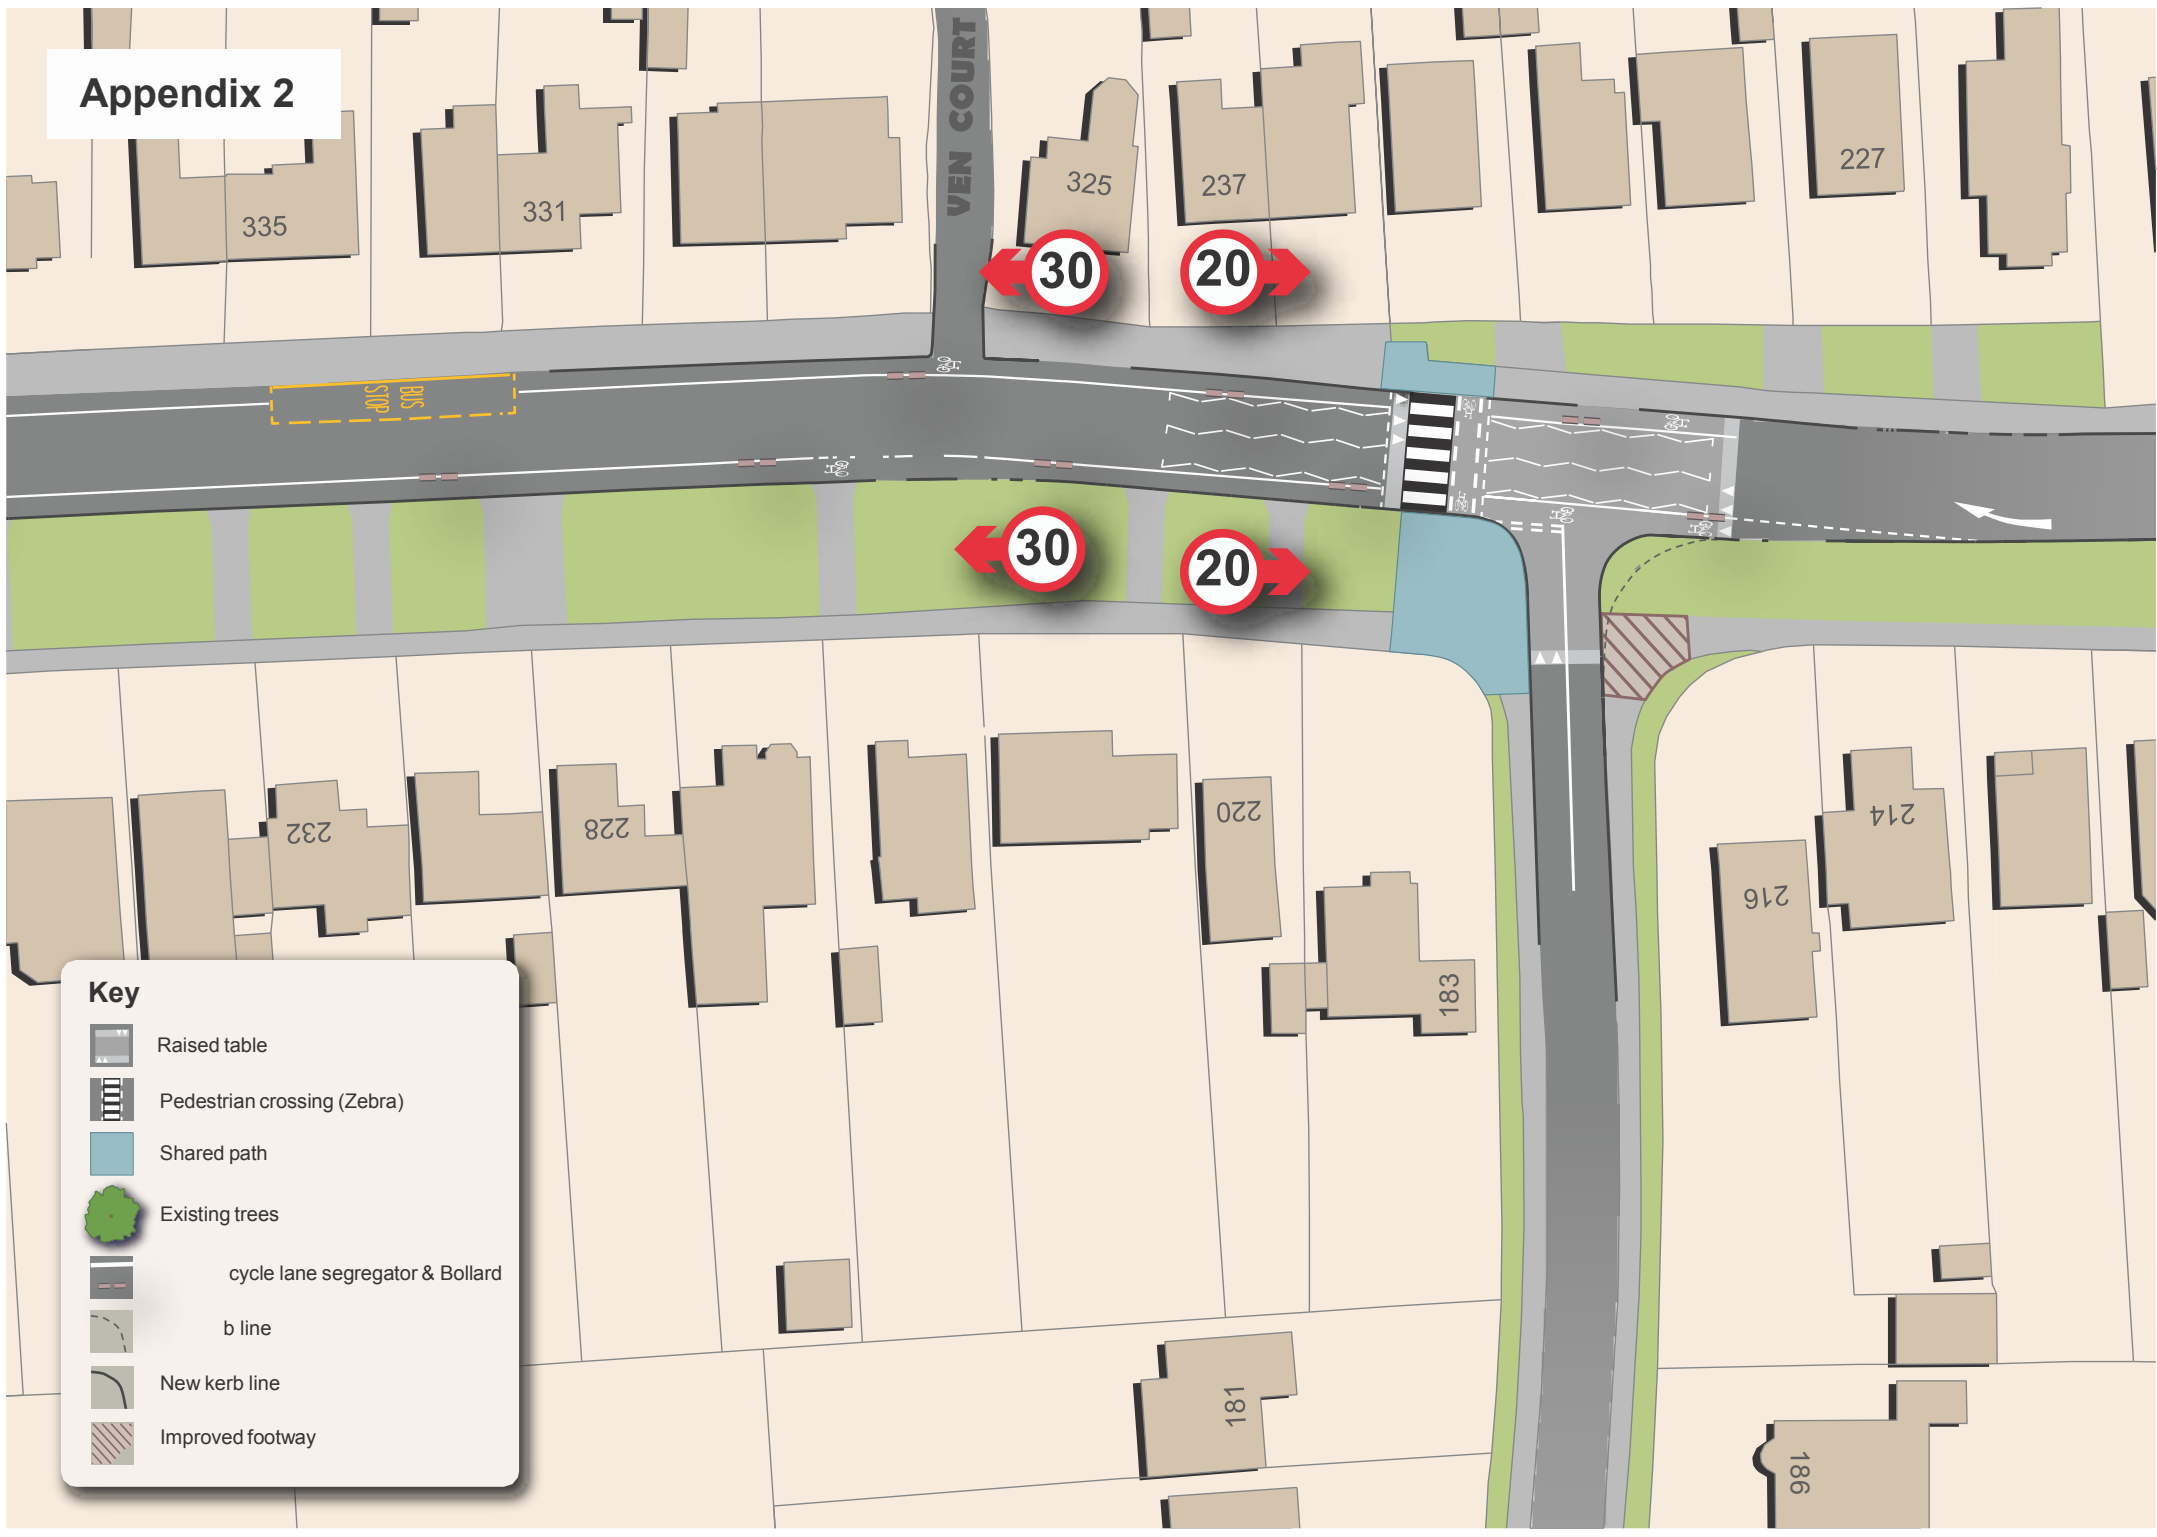 Appendix 2
VEN COURT
335
331
325
237
227
30
20
BUS
STOP
30
20
232
228
220
183
216
214
181
186
Key
Raised table
Pedestrian crossing (Zebra)
Shared path
Existing trees
cycle lane segregator & Bollard
b line
New kerb line
Improved footway